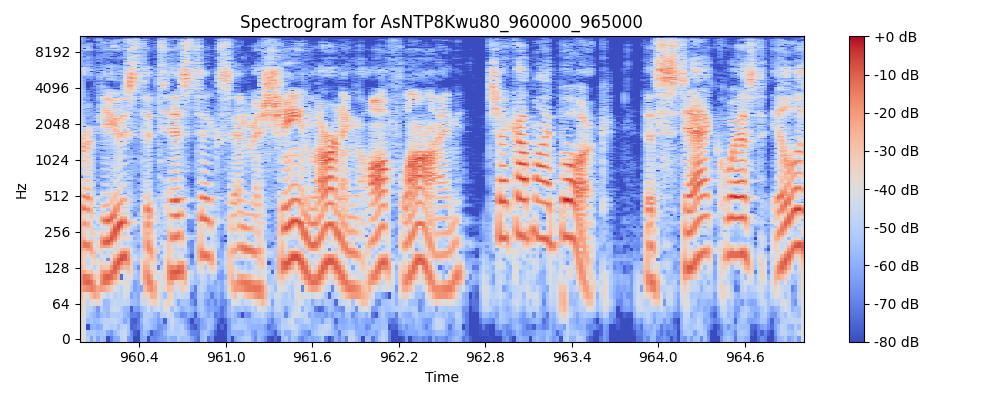 Spectrogram for AsNTP8Kwu80_960000_965000
8192
4096
2048
1024
512
256
128
64
0
Hz
960.4 961.0 961.6 962.2 962.8 963.4 964.0 964.6
Time
+0 dB
-10 dB
-20 dB
-30 dB
-40 dB
-50 dB
-60 dB
-70 dB
-80 dB